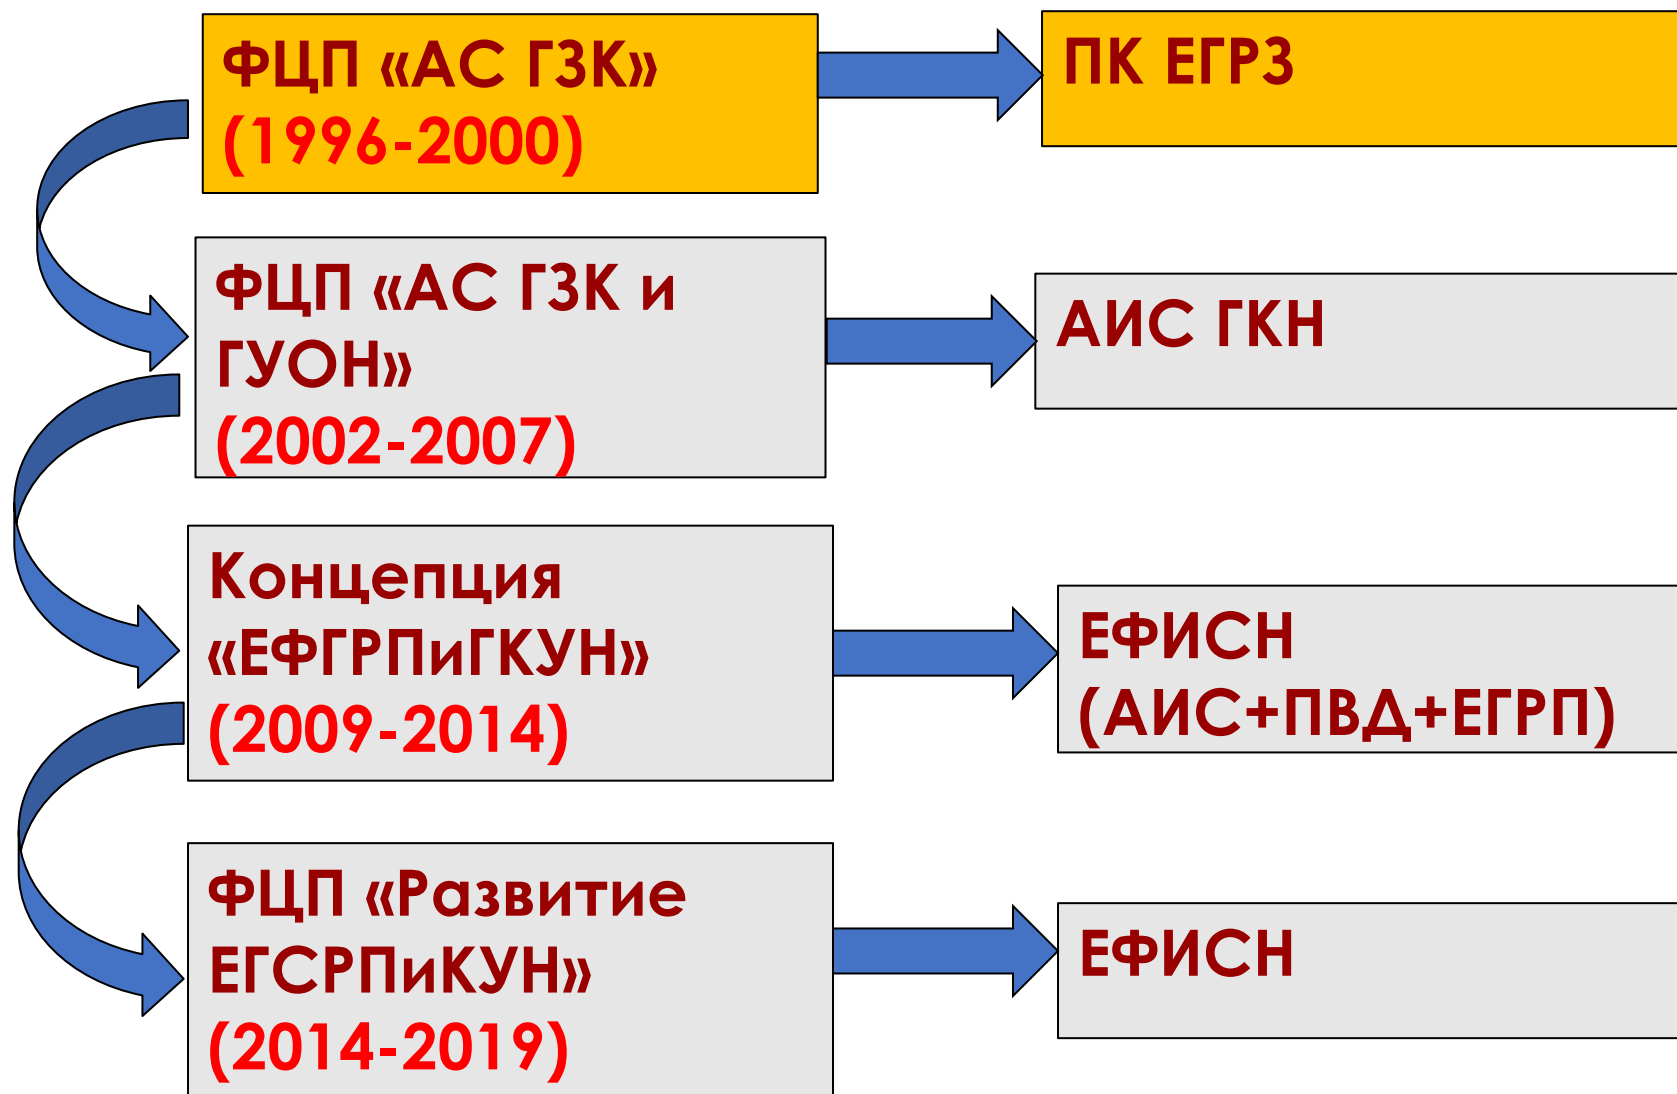 ФЦП «АС ГЗК»
(1996-2000)
ПК ЕГРЗ
ФЦП «АС ГЗК и
ГУОН»
(2002-2007)
АИС ГКН
Концепция
«ЕФГРПиГКУН»
(2009-2014)
ЕФИСН
(АИС+ПВД+ЕГРП)
ФЦП «Развитие
ЕГСРПиКУН»
(2014-2019)
ЕФИСН